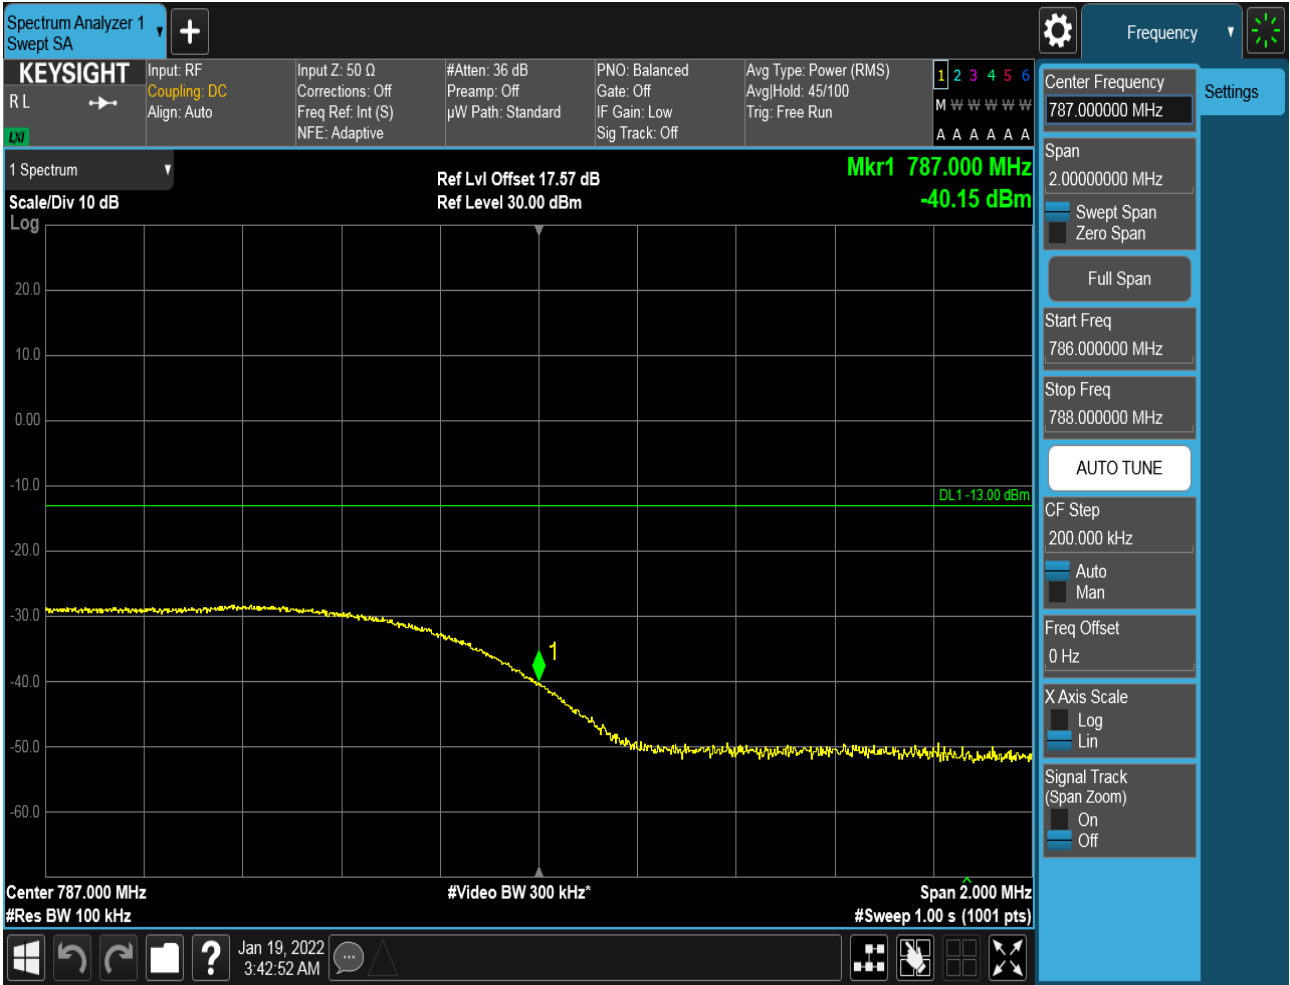 Spectrum Analyzer 1
Swept SA
Frequency
KEYSIGHT
R L
LXI
Input: RF
Coupling: DC
Align: Auto
Input Z: 50 Ω
Corrections: Off
Freq Ref: Int (S)
NFE: Adaptive
#Atten: 36 dB
Preamp: Off
µW Path: Standard
PNO: Balanced
Gate: Off
IF Gain: Low
Sig Track: Off
Avg Type: Power (RMS)
Avg|Hold: 45/100
Trig: Free Run
1 2 3 4 5 6
M W W W W W
A A A A A A
Center Frequency
787.000000 MHz
Settings
1 Spectrum
Scale/Div 10 dB
Log
Ref Lvl Offset 17.57 dB
Ref Level 30.00 dBm
Mkr1 787.000 MHz
-40.15 dBm
Span
2.00000000 MHz
Swept Span
Zero Span
Full Span
Start Freq
786.000000 MHz
Stop Freq
788.000000 MHz
AUTO TUNE
CF Step
200.000 kHz
Auto
Man
Freq Offset
0 Hz
X Axis Scale
Log
Lin
Signal Track
(Span Zoom)
On
Off
20.0
10.0
0.00
-10.0
DL1 -13.00 dBm
-20.0
-30.0
1
-40.0
-50.0
-60.0
Center 787.000 MHz
#Video BW 300 kHz*
Span 2.000 MHz
#Res BW 100 kHz
#Sweep 1.00 s (1001 pts)
?
Jan 19, 2022
3:42:52 AM